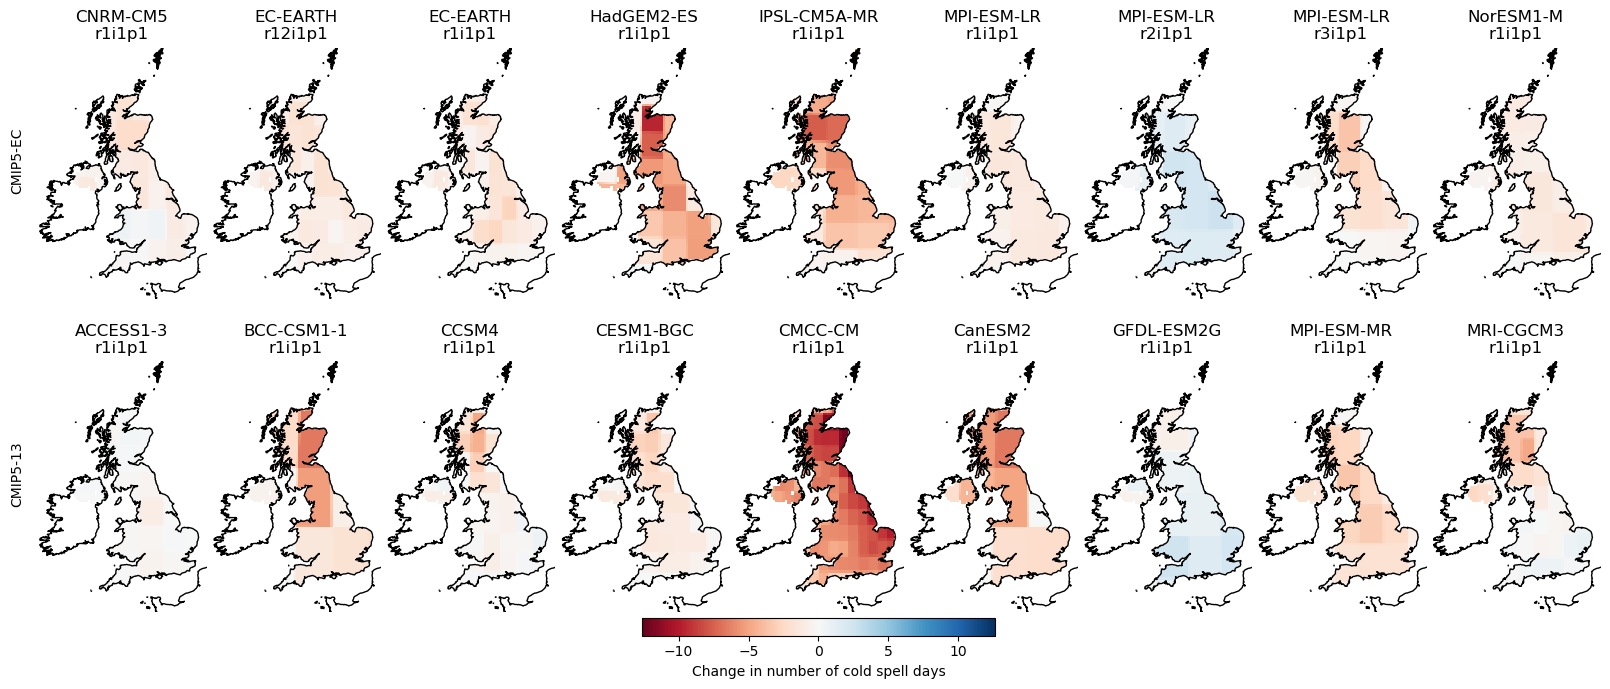 CNRM-CM5 EC-EARTH EC-EARTH HadGEM2-ES IPSL-CM5A-MR MPI-ESM-LR MPI-ESM-LR MPI-ESM-LR NorESM1-M
r1i1p1 r12i1p1 r1i1p1 r1i1p1 r1i1p1 r1i1p1 r2i1p1 r3i1p1 r1i1p1
CMIP5-EC
ACCESS1-3 BCC-CSM1-1 CCSM4 CESM1-BGC CMCC-CM CanESM2 GFDL-ESM2G MPI-ESM-MR MRI-CGCM3
r1i1p1 r1i1p1 r1i1p1 r1i1p1 r1i1p1 r1i1p1 r1i1p1 r1i1p1 r1i1p1
CMIP5-13
−10 −5 0 5 10
Change in number of cold spell days